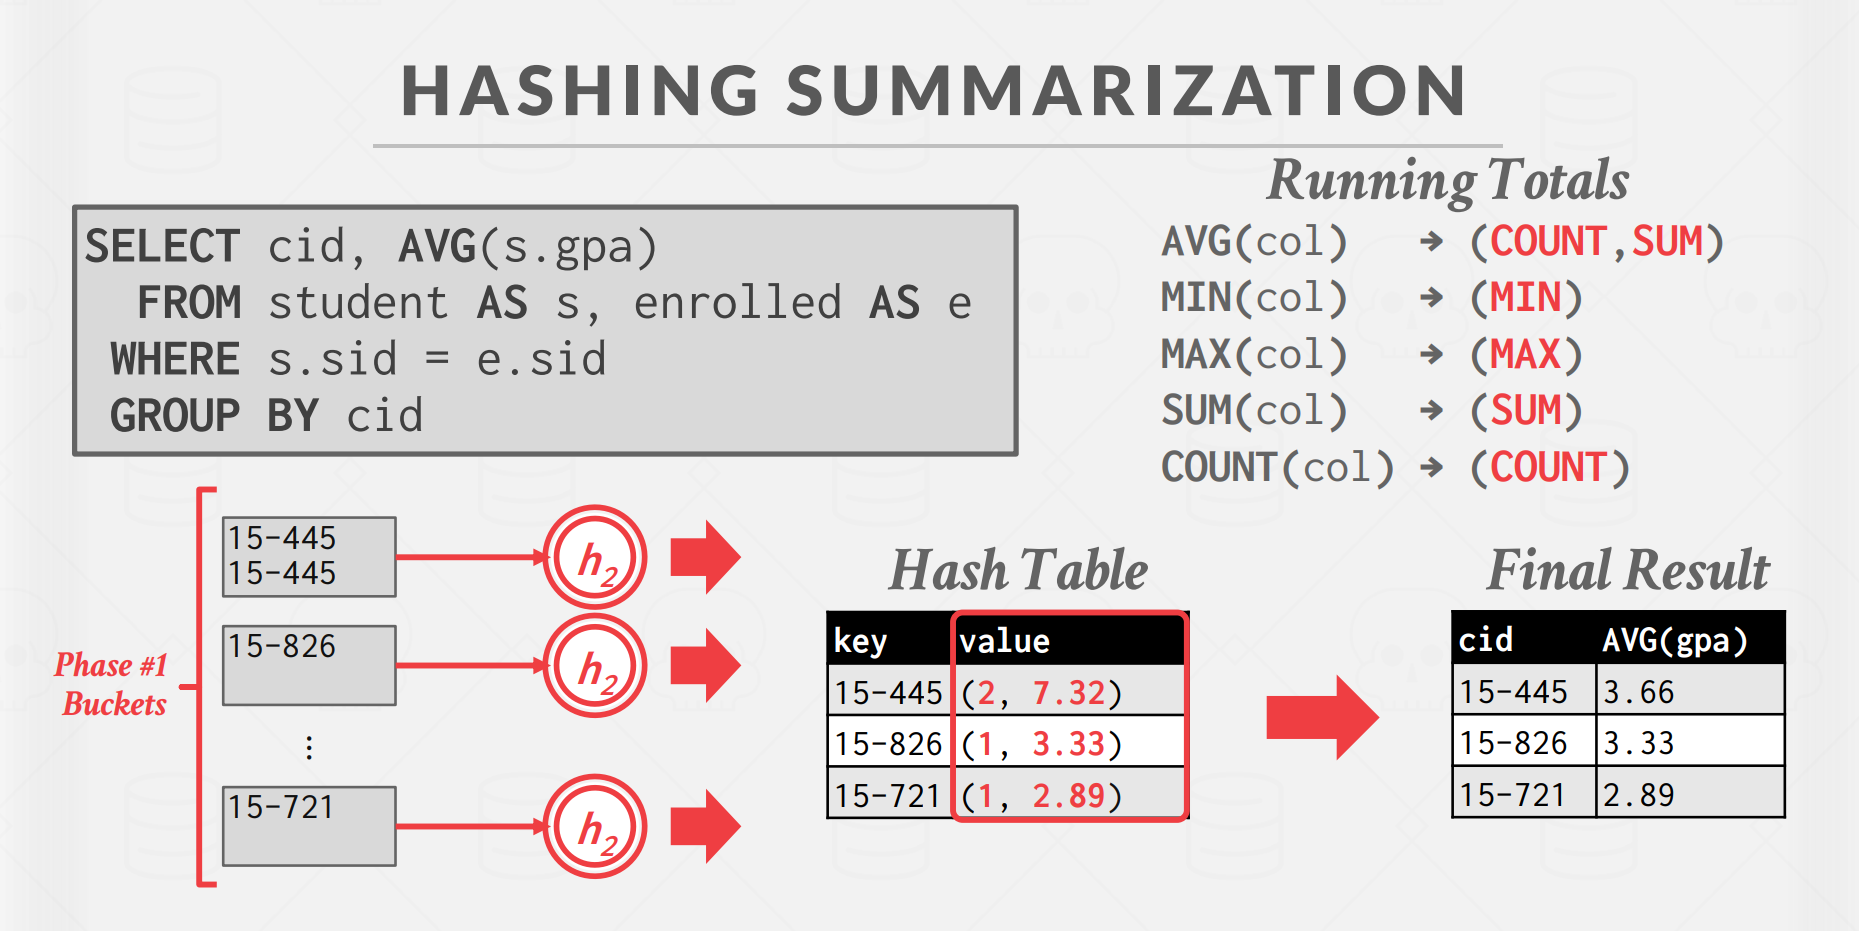 HASHING SUMMARIZATION
SELECT cid, AVG(s.gpa)
FROM student AS s, enrolled AS e
WHERE s.sid = e.sid
GROUP BY cid
Running Totals
AVG(col) → (COUNT,SUM)
MIN(col) → (MIN)
MAX(col) → (MAX)
SUM(col) → (SUM)
COUNT(col) → (COUNT)
Phase #1
Buckets
15-445
15-445
h2
15-826
h2
⋮
15-721
h2
Hash Table
key value
15-445 (2, 7.32)
15-826 (1, 3.33)
15-721 (1, 2.89)
Final Result
cid AVG(gpa)
15-445 3.66
15-826 3.33
15-721 2.89